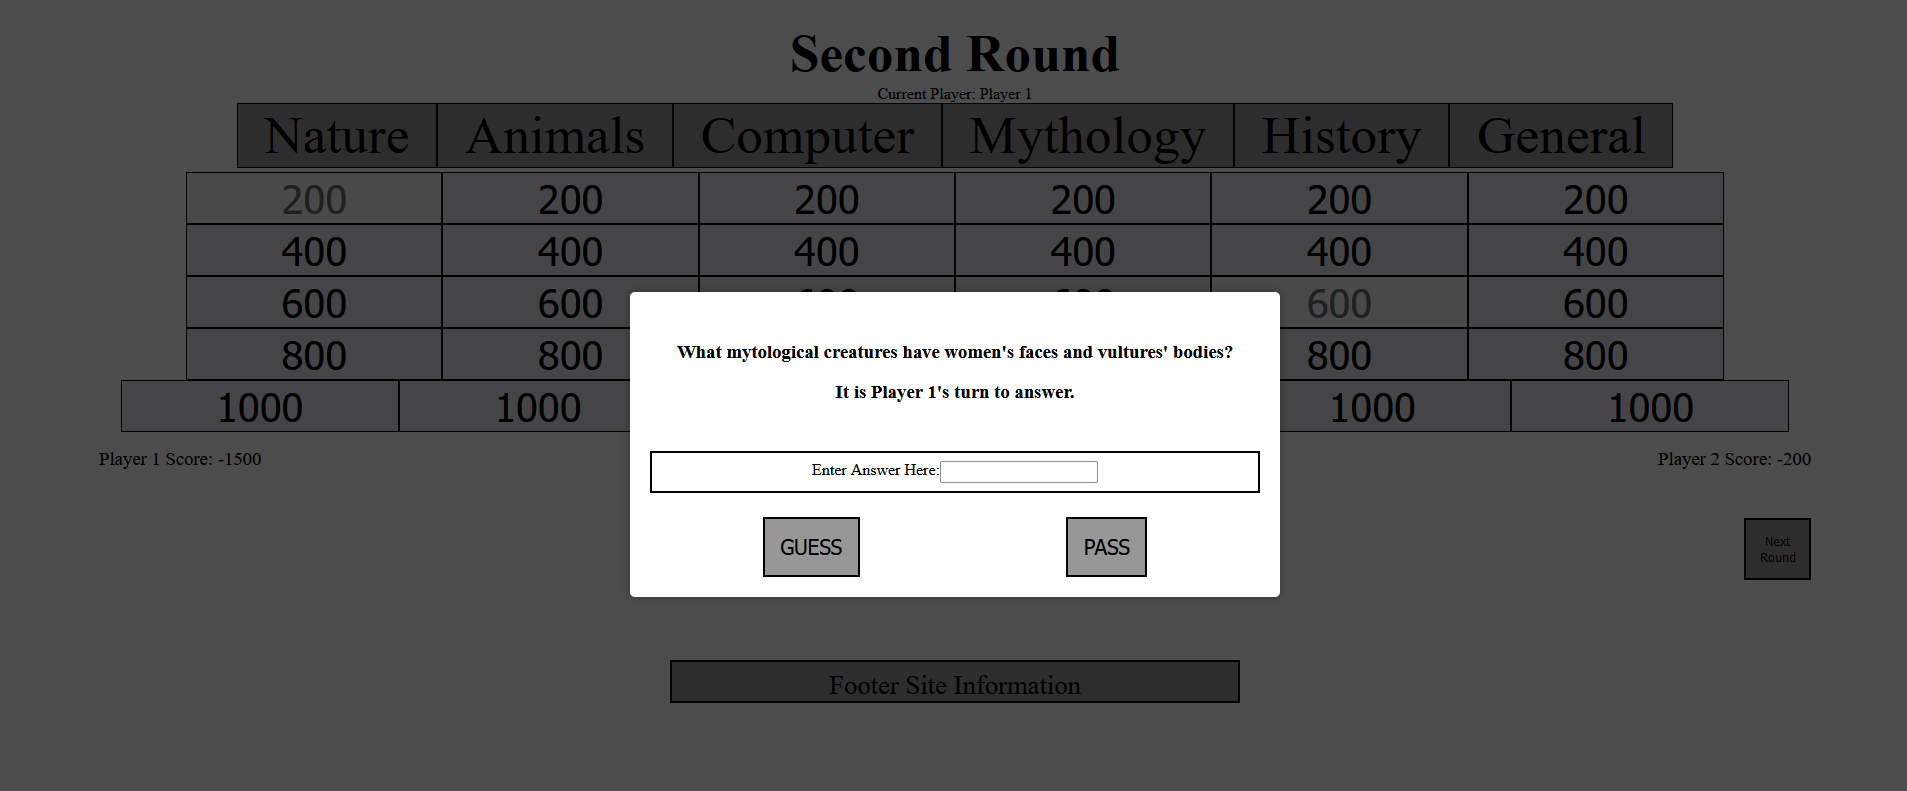 Second Round
Current Player: Player 1
Nature Animals Computer Mythology History General
200 200 200 200 200 200
400 400 400 400 400 400
600 600 600 600 600 600
800 800 800 800
1000 1000 1000 1000
What mytological creatures have women's faces and vultures' bodies?
It is Player 1's turn to answer.
Enter Answer Here:
GUESS PASS
Player 1 Score: -1500 Player 2 Score: -200
Next
Round
Footer Site Information